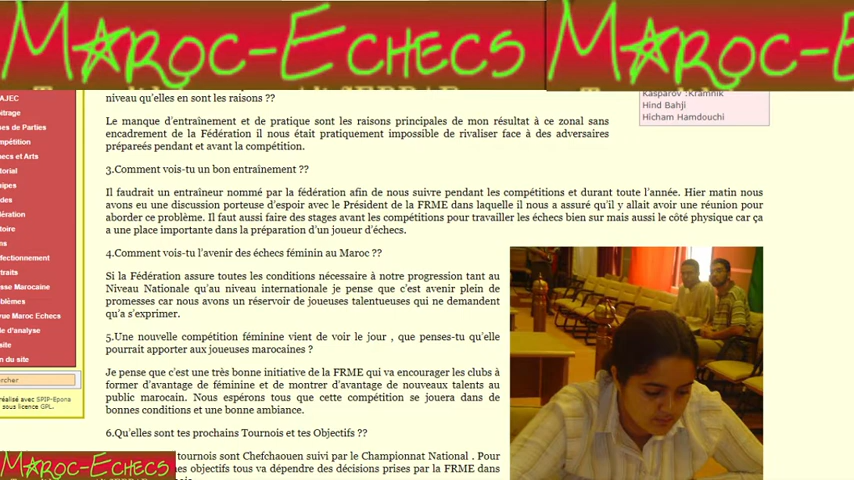 MAROC-ECHECS MAROC-E
niveau qu'elles en sont les raisons ??
Le manque d'entraînement et de pratique sont les raisons principales de mon résultat à ce zonal sans
encadrement de la Fédération il nous était pratiquement impossible de rivaliser face à des adversaires
prépareés pendant et avant la compétition.
3.Comment vois-tu un bon entraînement ??
Il faudrait un entraîneur nommé par la fédération afin de nous suivre pendant les compétitions et durant toute l'année. Hier matin nous
avons eu une discussion porteuse d'espoir avec le Président de la FRME dans laquelle il nous a assuré qu'il y allait avoir une réunion pour
aborder ce problème. Il faut aussi faire des stages avant les compétitions pour travailler les échecs bien sur mais aussi le côté physique car ça
a une place importante dans la préparation d'un joueur d'échecs.
4.Comment vois-tu l'avenir des échecs féminin au Maroc ??
Si la Fédération assure toutes les conditions nécessaire à notre progression tant au
Niveau Nationale qu'au niveau internationale je pense que c'est avenir plein de
promesses car nous avons un réservoir de joueuses talentueuses qui ne demandent
qu'a s'exprimer.
5.Une nouvelle compétition féminine vient de voir le jour , que penses-tu qu'elle
pourrait apporter aux joueuses marocaines ?
Je pense que c'est une très bonne initiative de la FRME qui va encourager les clubs à
former d'avantage de féminine et de montrer d'avantage de nouveaux talents au
public marocain. Nous espérons tous que cette compétition se jouera dans de
bonnes conditions et une bonne ambiance.
6.Qu'elles sont tes prochains Tournois et tes Objectifs ??
tournois sont Chefchaouen suivi par le Championnat National . Pour
es objectifs tous va dépendre des décisions prises par la FRME dans
Kasparov :Kramnik
Hind Bahji
Hicham Hamdouchi
AJEC
bitrage
ses de Parties
mpétition
hecs et Arts
torial
uipes
des
dération
toire
ns
rfectionnement
rtraits
esse Marocaine
oblèmes
vue Maroc Echecs
le d'analyse
site
n du site
ercher
réalisé avec SPIP-Epona
sous licence GPL.
MAROC-ECHECS